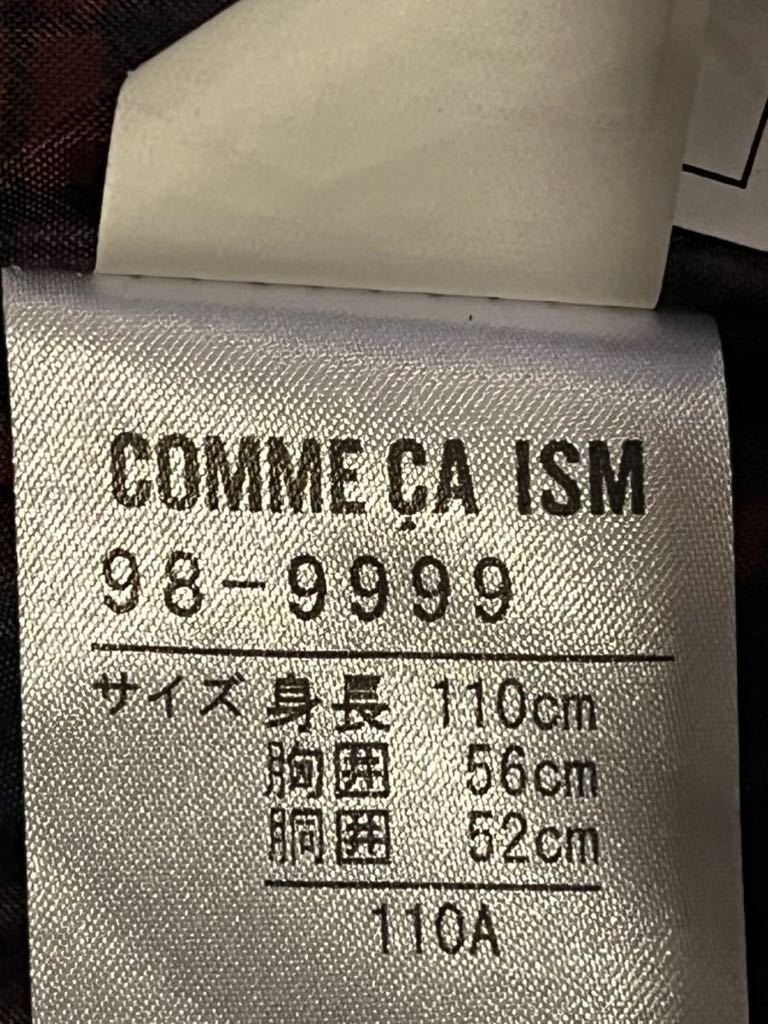 COMME ÇA ISM
98-9999
サイズ 身長 110cm
胸囲 56cm
胴囲 52cm
110A